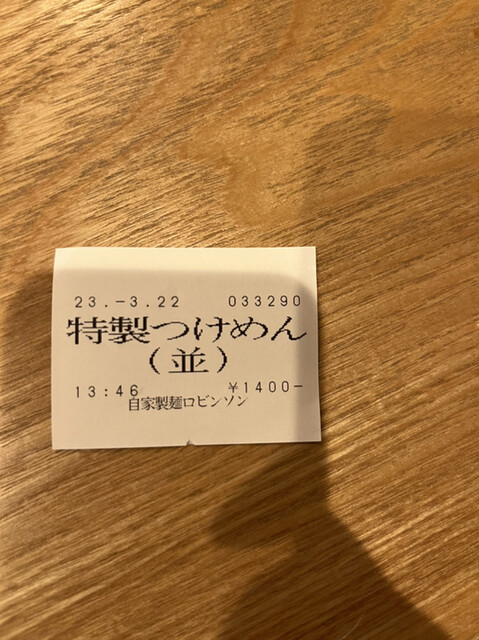 23.-3.22 033290
特製つけめん
(並)
13:46 ¥1400-
自家製麺ロビンソン